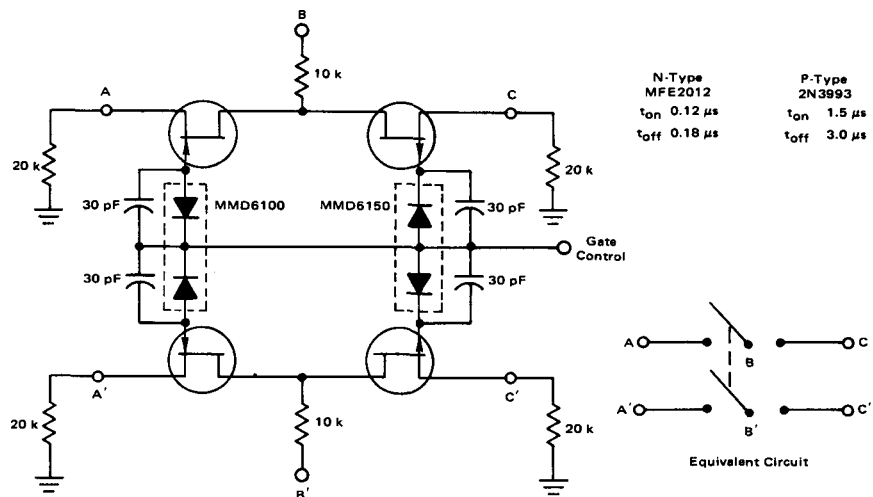 B
10 k
A
C
20 k
20 k
30 pF
MMD6100
MMD6150
30 pF
30 pF
30 pF
Gate
Control
A'
C'
20 k
10 k
20 k
B'
N-Type
MFE2012
ton 0.12 μs
toff 0.18 μs
P-Type
2N3993
ton 1.5 μs
toff 3.0 μs
A
B
C
A'
B'
C'
Equivalent Circuit